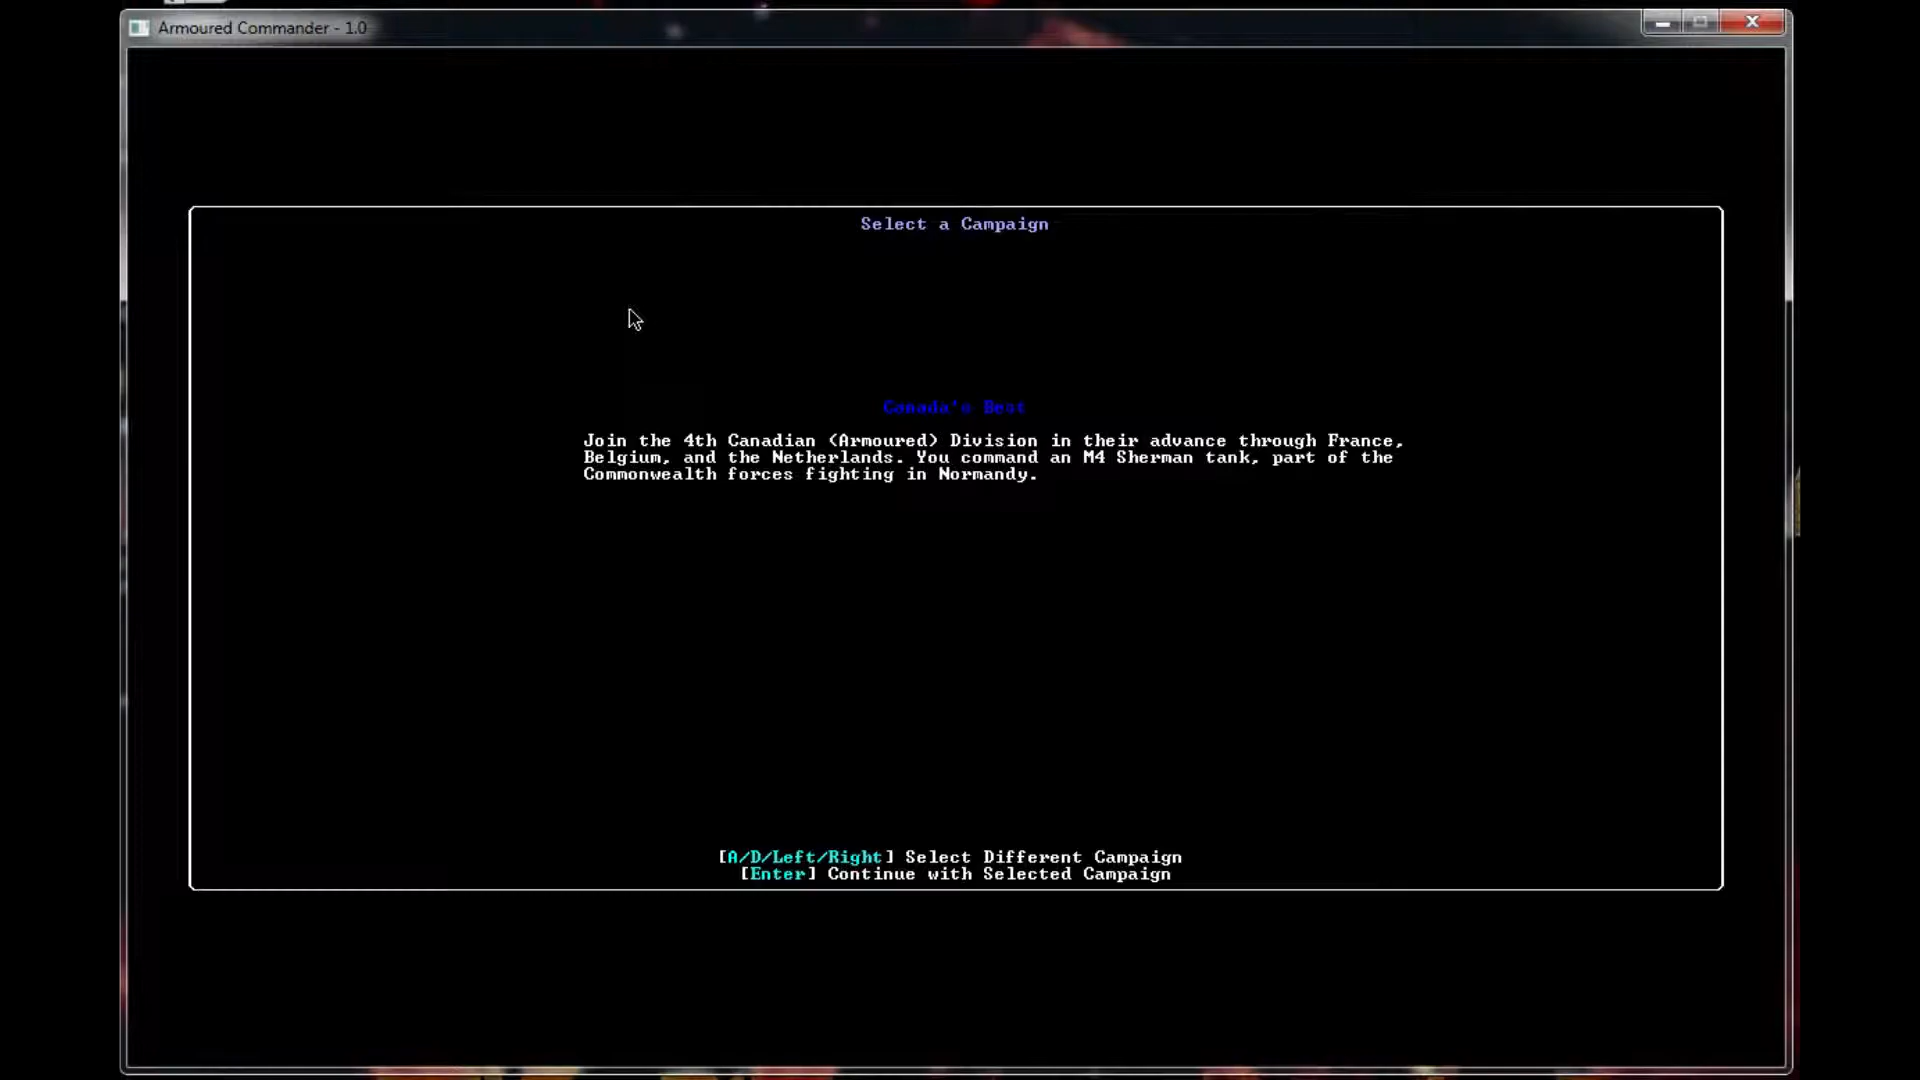 Armoured Commander - 1.0
Select a Campaign
Canada's Best
Join the 4th Canadian (Armoured) Division in their advance through France,
Belgium, and the Netherlands. You command an M4 Sherman tank, part of the
Commonwealth forces fighting in Normandy.
[A/D/Left/Right] Select Different Campaign
[Enter] Continue with Selected Campaign